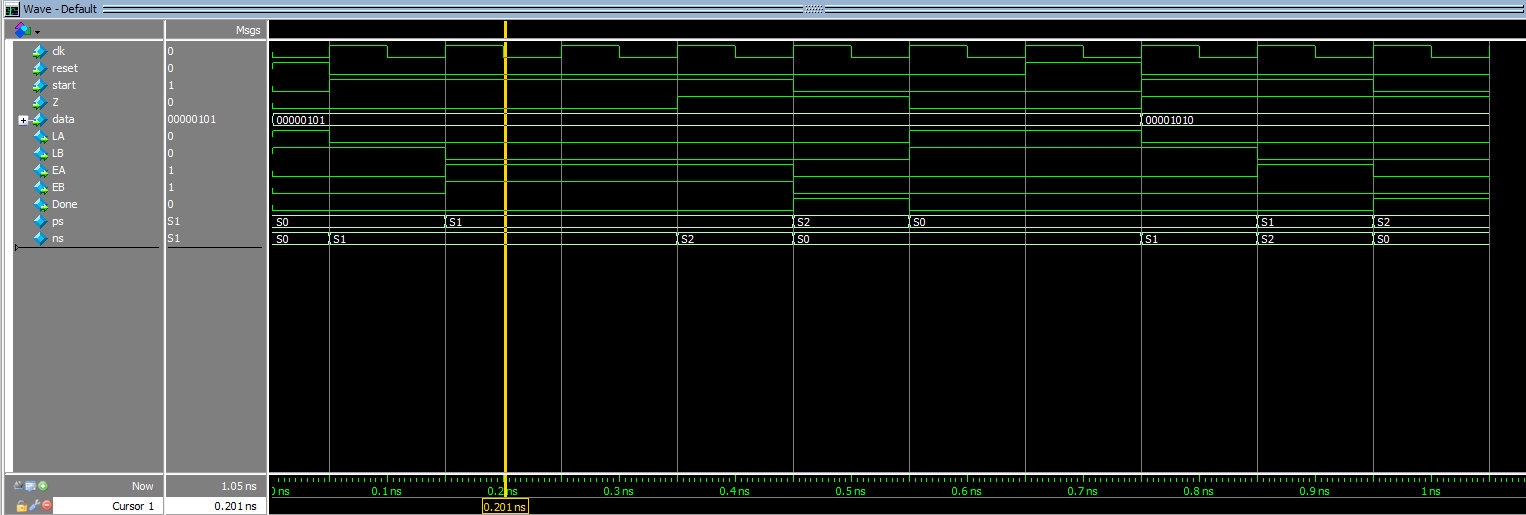 Wave - Default
Msgs
clk 0
reset 0
start 1
Z 0
data 00000101 00000101 00001010
LA 0
LB 0
EA 1
EB 1
Done 0
ps S1 S0 S1 S2 S0 S1 S2
ns S1 S0 S1 S2 S0 S1 S2 S0
Now 1.05 ns 0 ns 0.1 ns 0.2 ns 0.3 ns 0.4 ns 0.5 ns 0.6 ns 0.7 ns 0.8 ns 0.9 ns 1 ns
Cursor 1 0.201 ns 0.201 ns